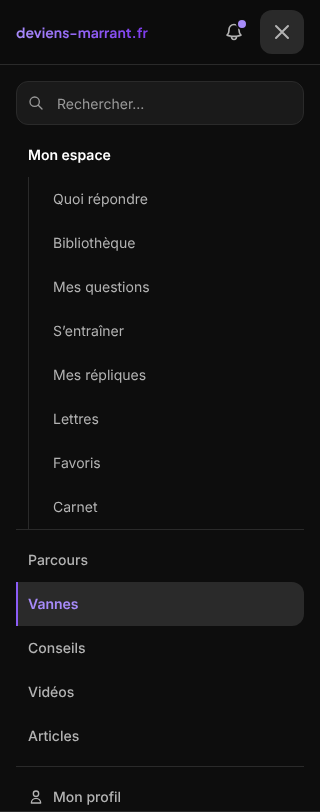 deviens-marrant.fr
Rechercher...
Mon espace
Quoi répondre
Bibliothèque
Mes questions
S’entraîner
Mes répliques
Lettres
Favoris
Carnet
Parcours
Vannes
Conseils
Vidéos
Articles
Mon profil